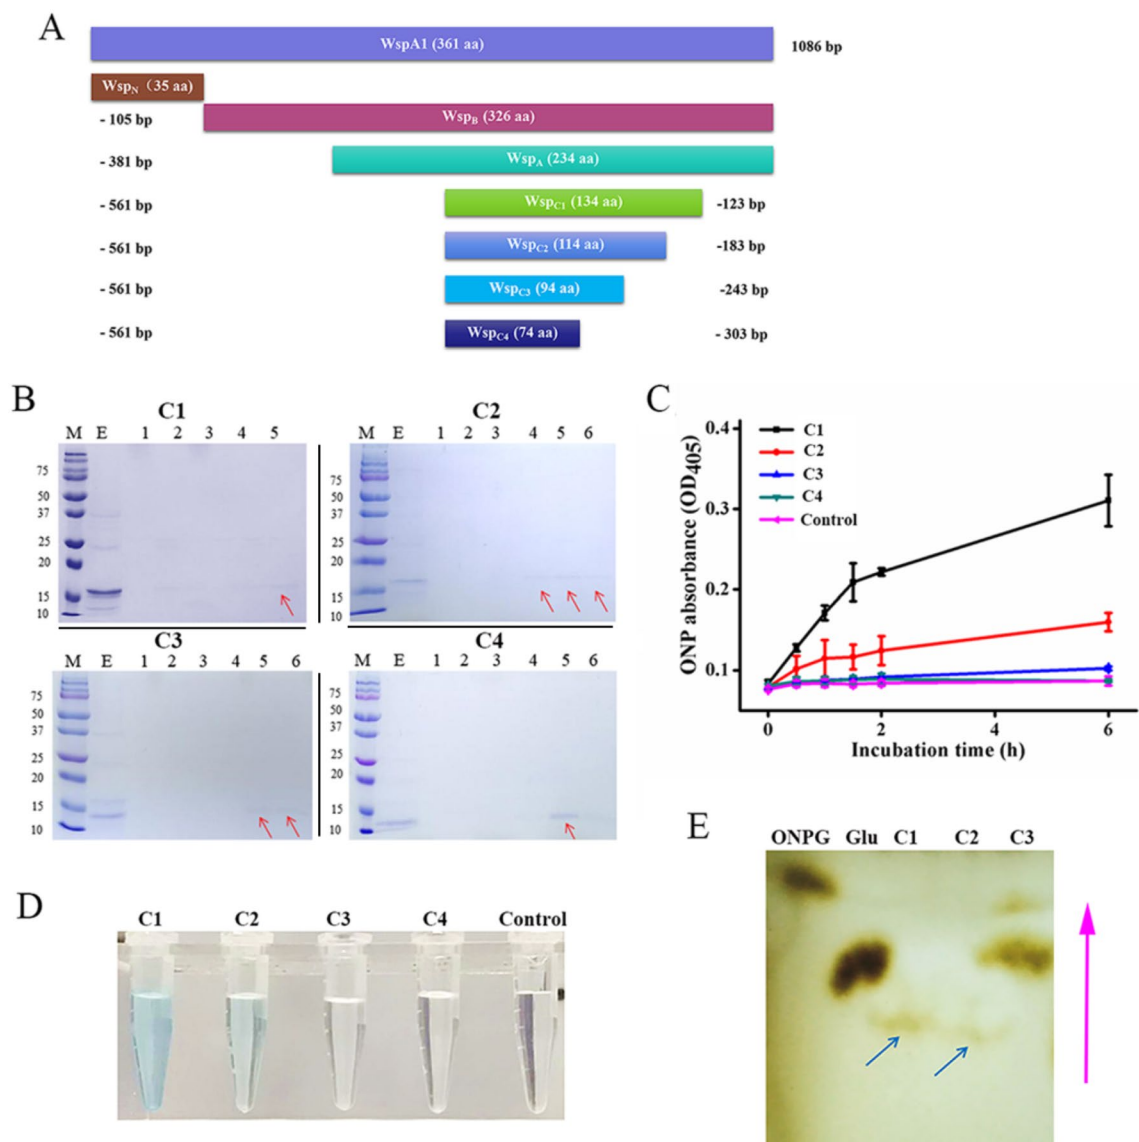 A
WspA1 (361 aa)
1086 bp
WspN (35 aa)
- 105 bp
WspB (326 aa)
- 381 bp
WspA (234 aa)
- 561 bp
WspC1 (134 aa)
-123 bp
- 561 bp
WspC2 (114 aa)
-183 bp
- 561 bp
WspC3 (94 aa)
-243 bp
- 561 bp
WspC4 (74 aa)
- 303 bp
B
C1
M E 1 2 3 4 5
75
50
37
25
20
15
10
C2
M E 1 2 3 4 5 6
75
50
37
25
20
15
10
C3
M E 1 2 3 4 5 6
75
50
37
25
20
15
10
C4
M E 1 2 3 4 5 6
75
50
37
25
20
15
10
C
ONP absorbance (OD405)
0.4
0.3
0.2
0.1
C1
C2
C3
C4
Control
0 2 4 6
Incubation time (h)
D
C1 C2 C3 C4 Control
E
ONPG Glu C1 C2 C3